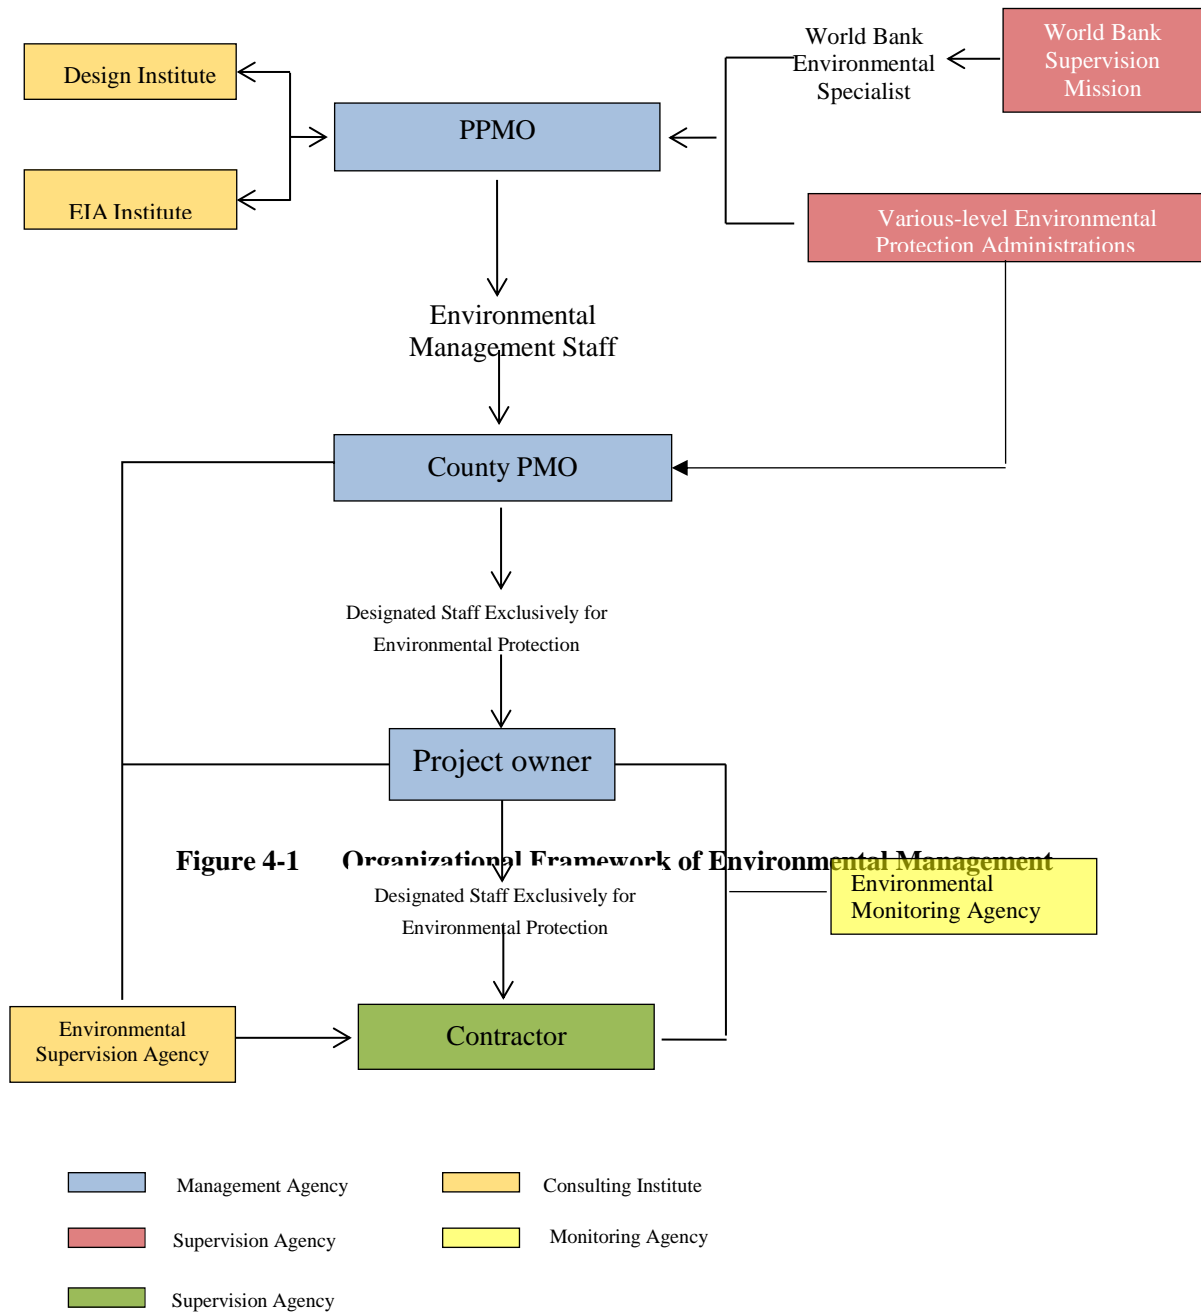 World Bank
Environmental
Specialist
World Bank
Supervision
Mission
Design Institute
PPMO
EIA Institute
Various-level Environmental
Protection Administrations
Environmental
Management Staff
County PMO
Designated Staff Exclusively for
Environmental Protection
Project owner
Figure 4-1 Organizational Framework of Environmental Management
Designated Staff Exclusively for
Environmental Protection
Environmental
Monitoring Agency
Environmental
Supervision Agency
Contractor
Management Agency
Consulting Institute
Supervision Agency
Monitoring Agency
Supervision Agency